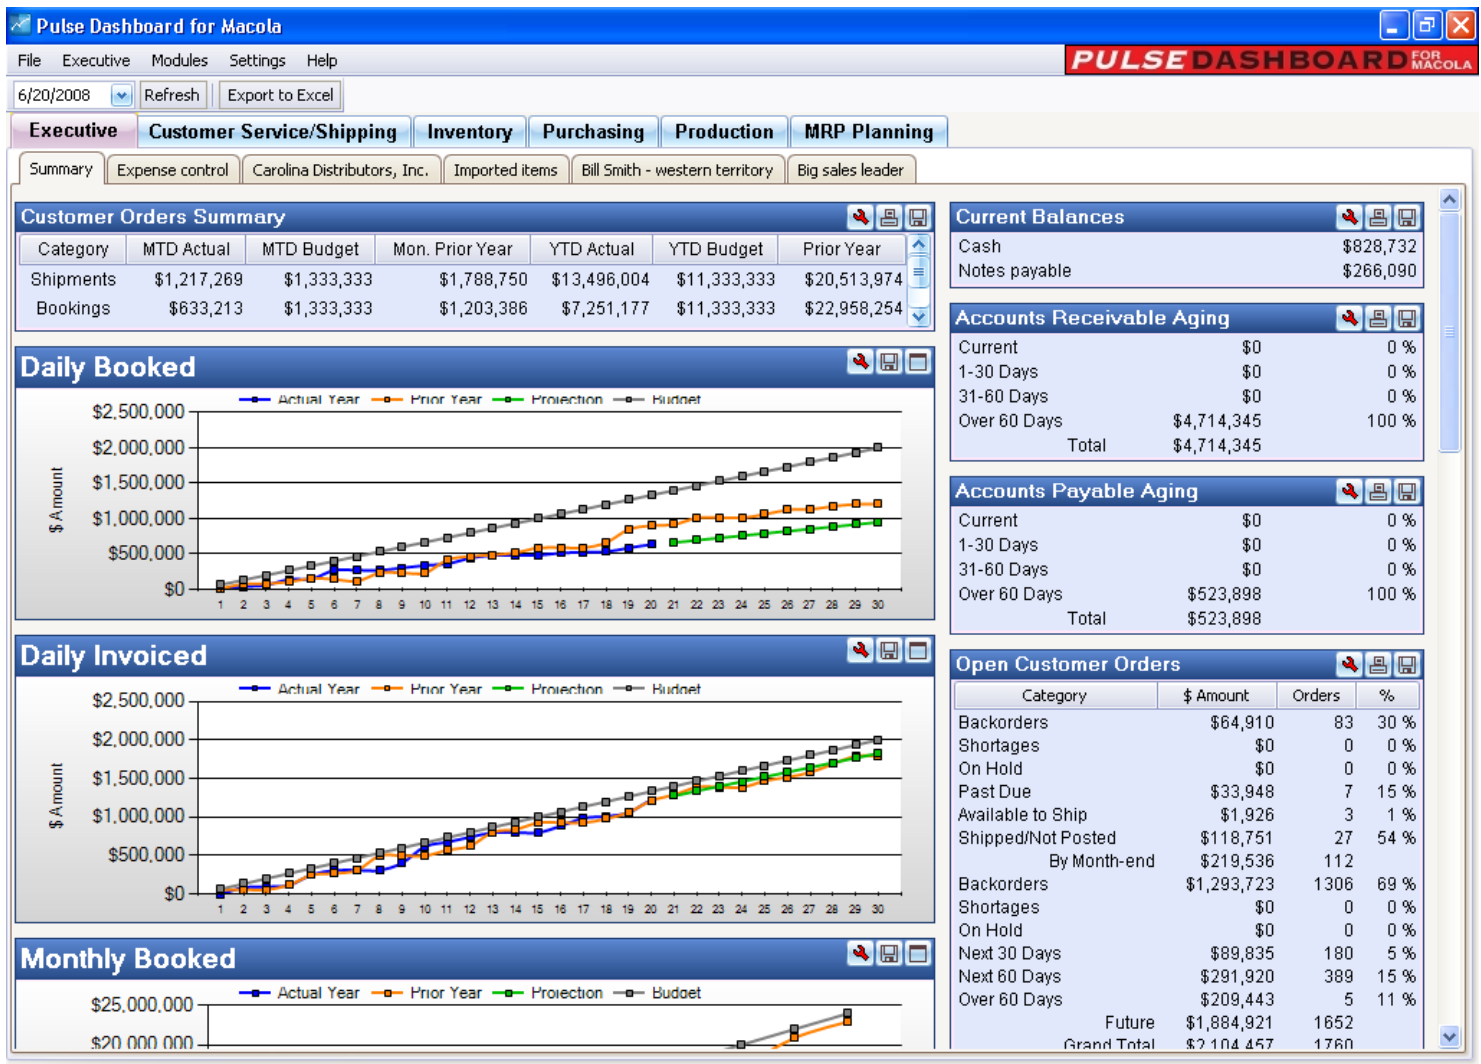 Pulse Dashboard for Macola
File Executive Modules Settings Help
PULSEDASHBOARD FOR MACOLA
6/20/2008 Refresh Export to Excel
Executive Customer Service/Shipping Inventory Purchasing Production MRP Planning
Summary Expense control Carolina Distributors, Inc. Imported items Bill Smith - western territory Big sales leader
Customer Orders Summary
Category MTD Actual MTD Budget Mon. Prior Year YTD Actual YTD Budget Prior Year
Shipments $1,217,269 $1,333,333 $1,788,750 $13,496,004 $11,333,333 $20,513,974
Bookings $633,213 $1,333,333 $1,203,386 $7,251,177 $11,333,333 $22,958,254
Daily Booked
Actual Year Prior Year Projection Budget
$2,500,000
$2,000,000
$1,500,000
$1,000,000
$500,000
$0
$ Amount
1 2 3 4 5 6 7 8 9 10 11 12 13 14 15 16 17 18 19 20 21 22 23 24 25 26 27 28 29 30
Daily Invoiced
Actual Year Prior Year Projection Budget
$2,500,000
$2,000,000
$1,500,000
$1,000,000
$500,000
$0
$ Amount
1 2 3 4 5 6 7 8 9 10 11 12 13 14 15 16 17 18 19 20 21 22 23 24 25 26 27 28 29 30
Monthly Booked
Actual Year Prior Year Projection Budget
$25,000,000
$20,000,000
Current Balances
Cash $828,732
Notes payable $266,090
Accounts Receivable Aging
Current $0 0 %
1-30 Days $0 0 %
31-60 Days $0 0 %
Over 60 Days $4,714,345 100 %
Total $4,714,345
Accounts Payable Aging
Current $0 0 %
1-30 Days $0 0 %
31-60 Days $0 0 %
Over 60 Days $523,898 100 %
Total $523,898
Open Customer Orders
Category $ Amount Orders %
Backorders $64,910 83 30 %
Shortages $0 0 0 %
On Hold $0 0 0 %
Past Due $33,948 7 15 %
Available to Ship $1,926 3 1 %
Shipped/Not Posted $118,751 27 54 %
By Month-end $219,536 112
Backorders $1,293,723 1306 69 %
Shortages $0 0 0 %
On Hold $0 0 0 %
Next 30 Days $89,835 180 5 %
Next 60 Days $291,920 389 15 %
Over 60 Days $209,443 5 11 %
Future $1,884,921 1652
Grand Total $2,104,457 1760